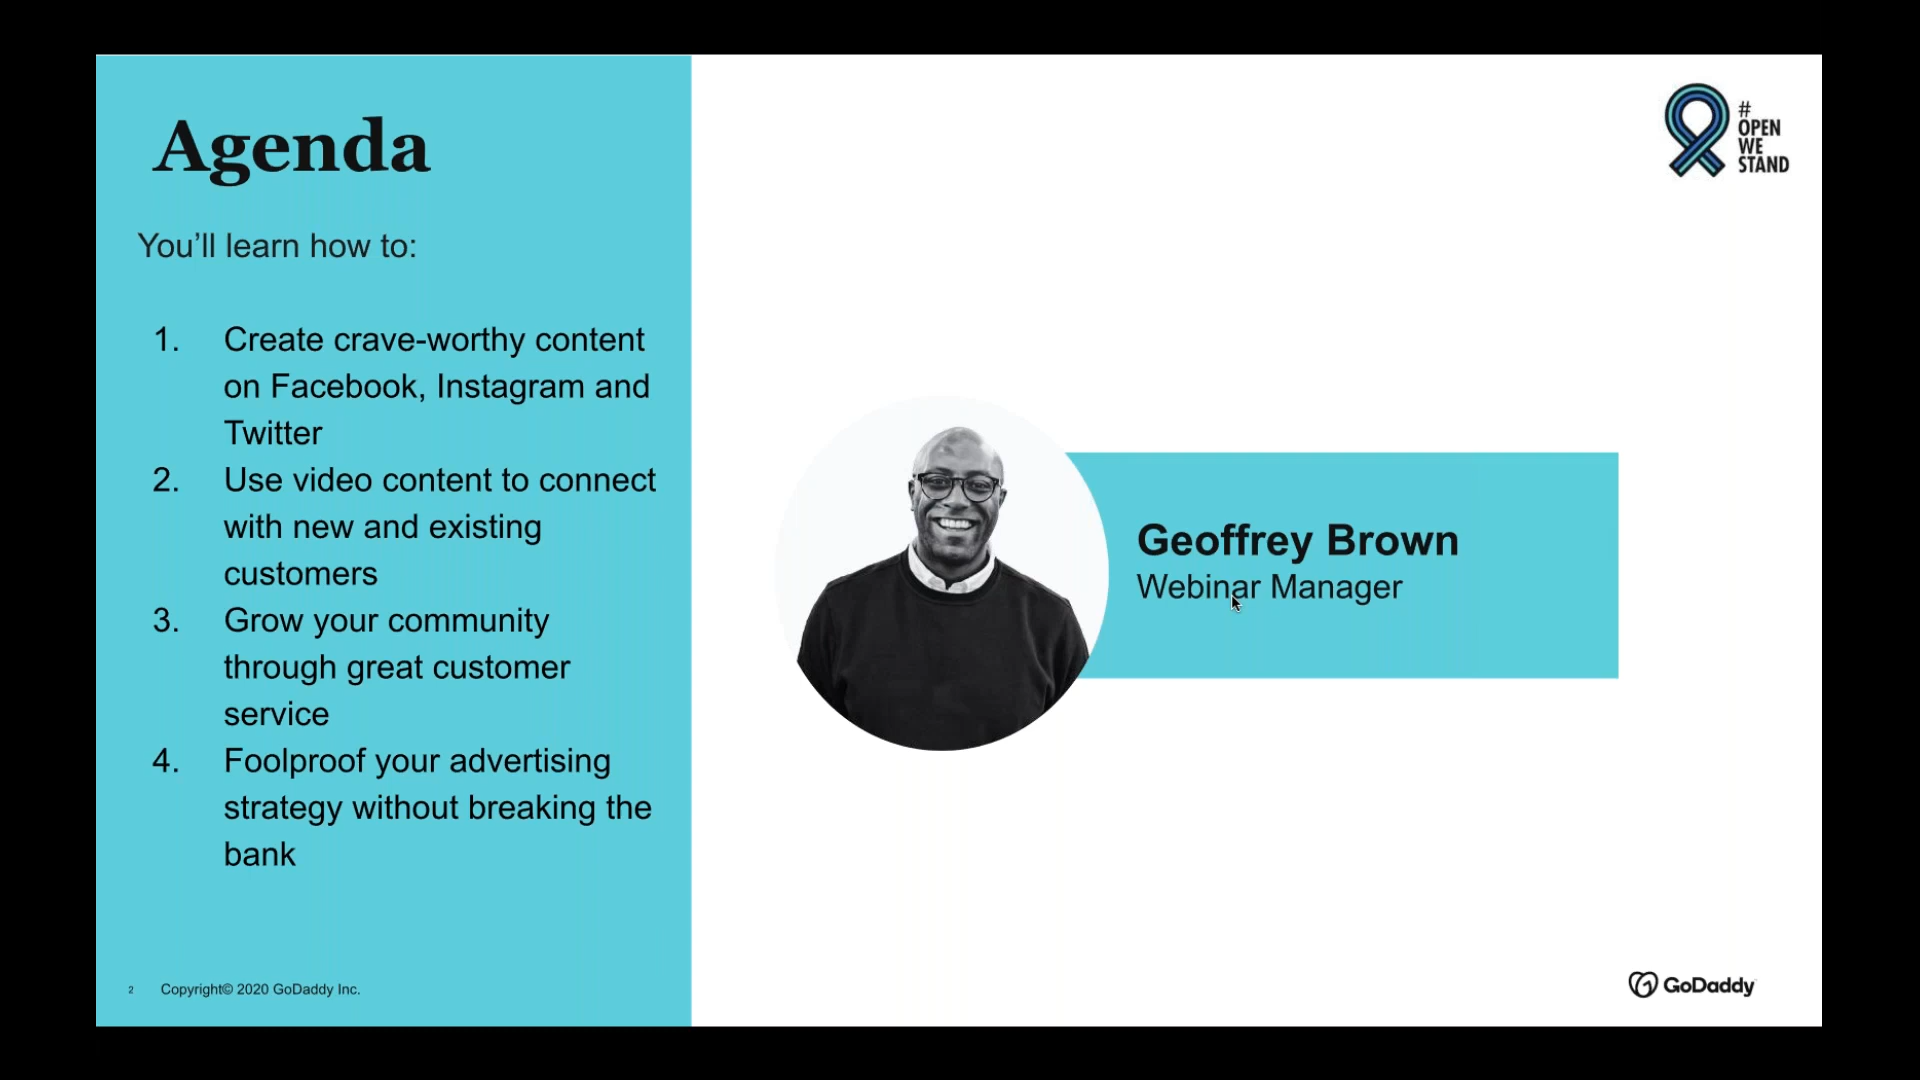 Agenda
You’ll learn how to:
1. Create crave-worthy content
on Facebook, Instagram and
Twitter
2. Use video content to connect
with new and existing
customers
3. Grow your community
through great customer
service
4. Foolproof your advertising
strategy without breaking the
bank
2 Copyright© 2020 GoDaddy Inc.
#
OPEN
WE
STAND
Geoffrey Brown
Webinar Manager
GoDaddy